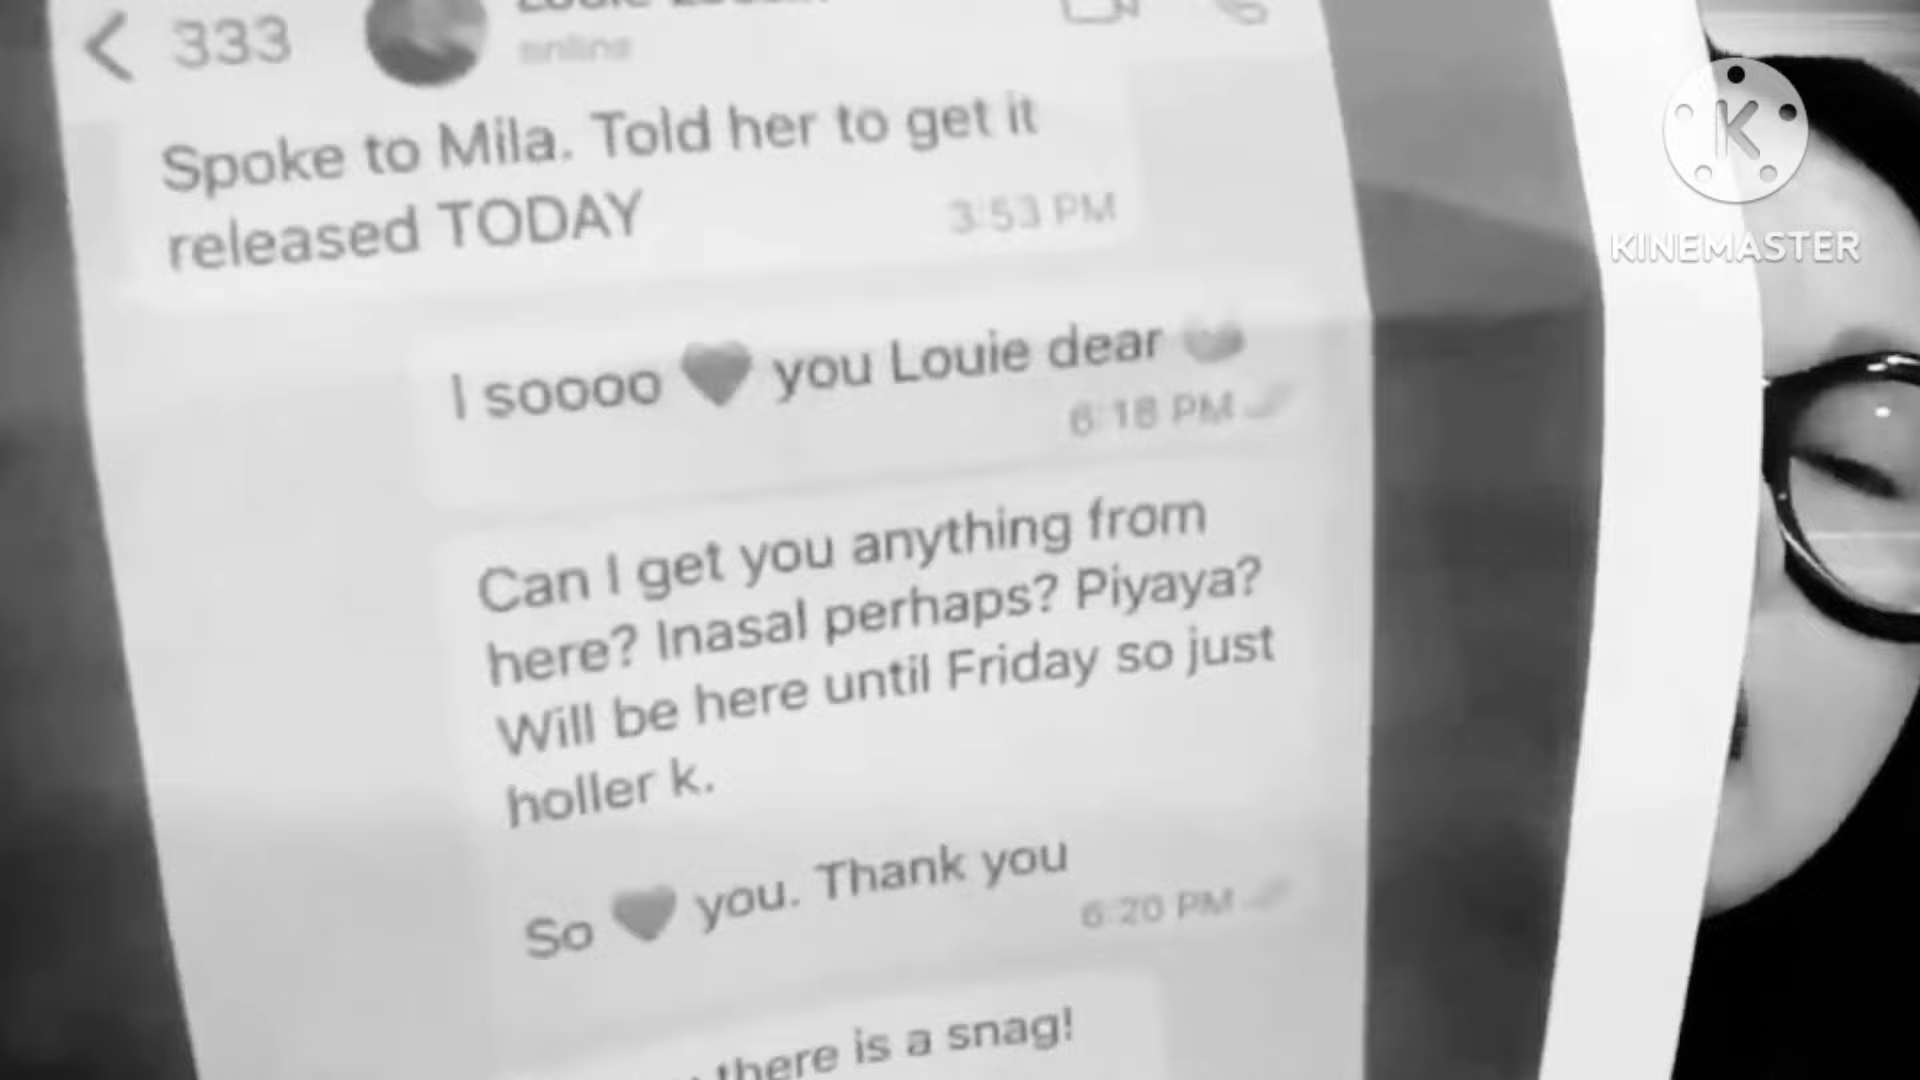 333
Spoke to Mila. Told her to get it
released TODAY
3:53 PM
I soooo ❤ you Louie dear
6:18 PM
Can I get you anything from
here? Inasal perhaps? Piyaya?
Will be here until Friday so just
holler k.
So ❤ you. Thank you
6:20 PM
there is a snag!
KINEMASTER